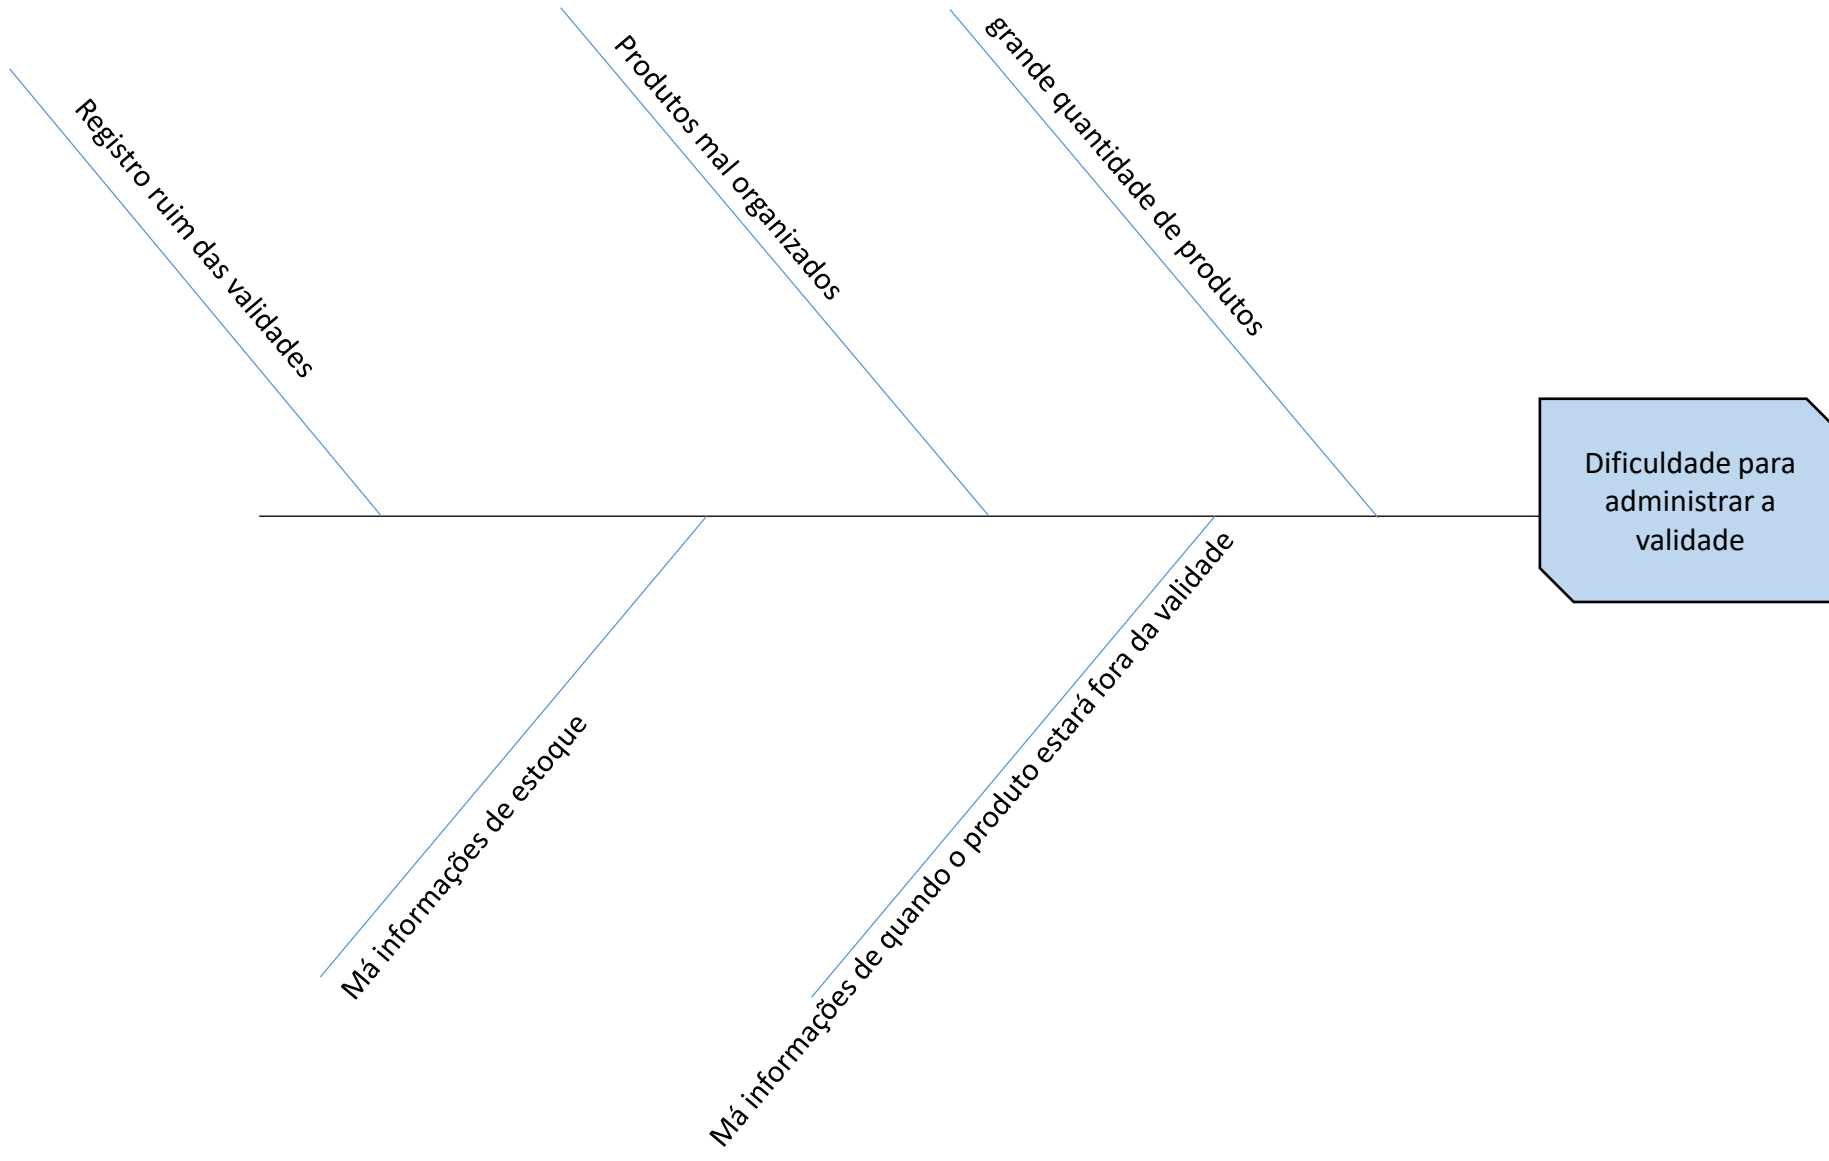 Registro ruim das validades
Produtos mal organizados
grande quantidade de produtos
Dificuldade para
administrar a
validade
Má informações de estoque
Má informações de quando o produto estará fora da validade